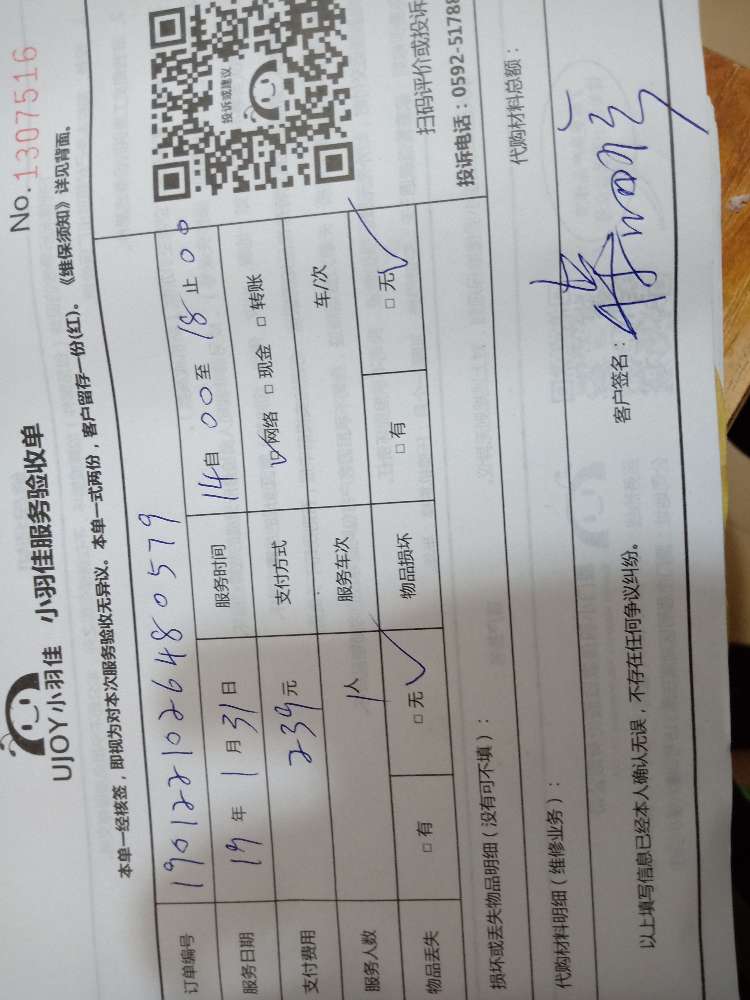 No.1307516
UJOY小羽佳 小羽佳服务验收单
本单一经核签，即视为对本次服务验收无异议。本单一式两份，客户留存一份(红)。《维保须知》详见背面。
订单编号 1901221026480579
服务日期 19 年 1 月 31 日 服务时间 14 自 00 至 18 止 00
支付费用 239 元 支付方式 ☑网络 □现金 □转账
服务人数 1 人 服务车次 车/次
物品丢失 □有 □无 ✓ 物品损坏 □有 □无 ✓
投诉或建议
扫码评价或投诉
投诉电话：0592-51788
损坏或丢失物品明细（没有可不填）：
代购材料明细（维修业务）： 代购材料总额：
以上填写信息已经本人确认无误，不存在任何争议纠纷。 客户签名：